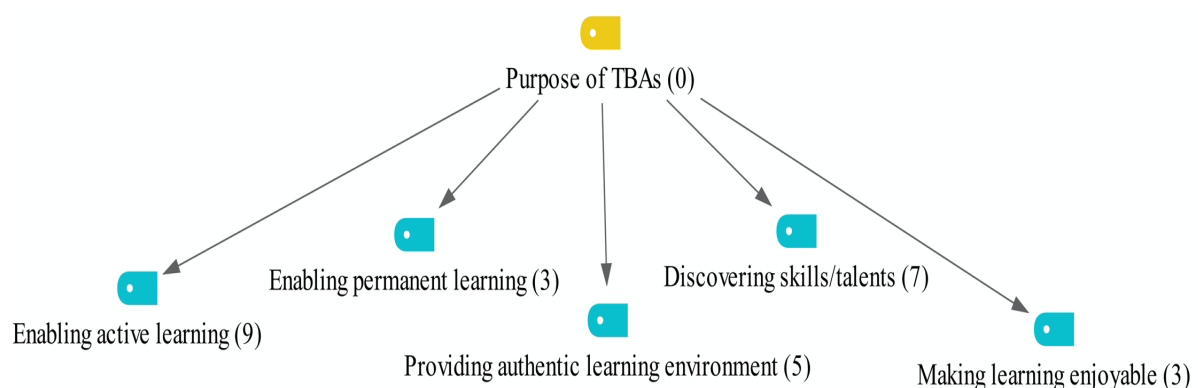 Purpose of TBAs (0)
Enabling active learning (9)
Enabling permanent learning (3)
Providing authentic learning environment (5)
Discovering skills/talents (7)
Making learning enjoyable (3)